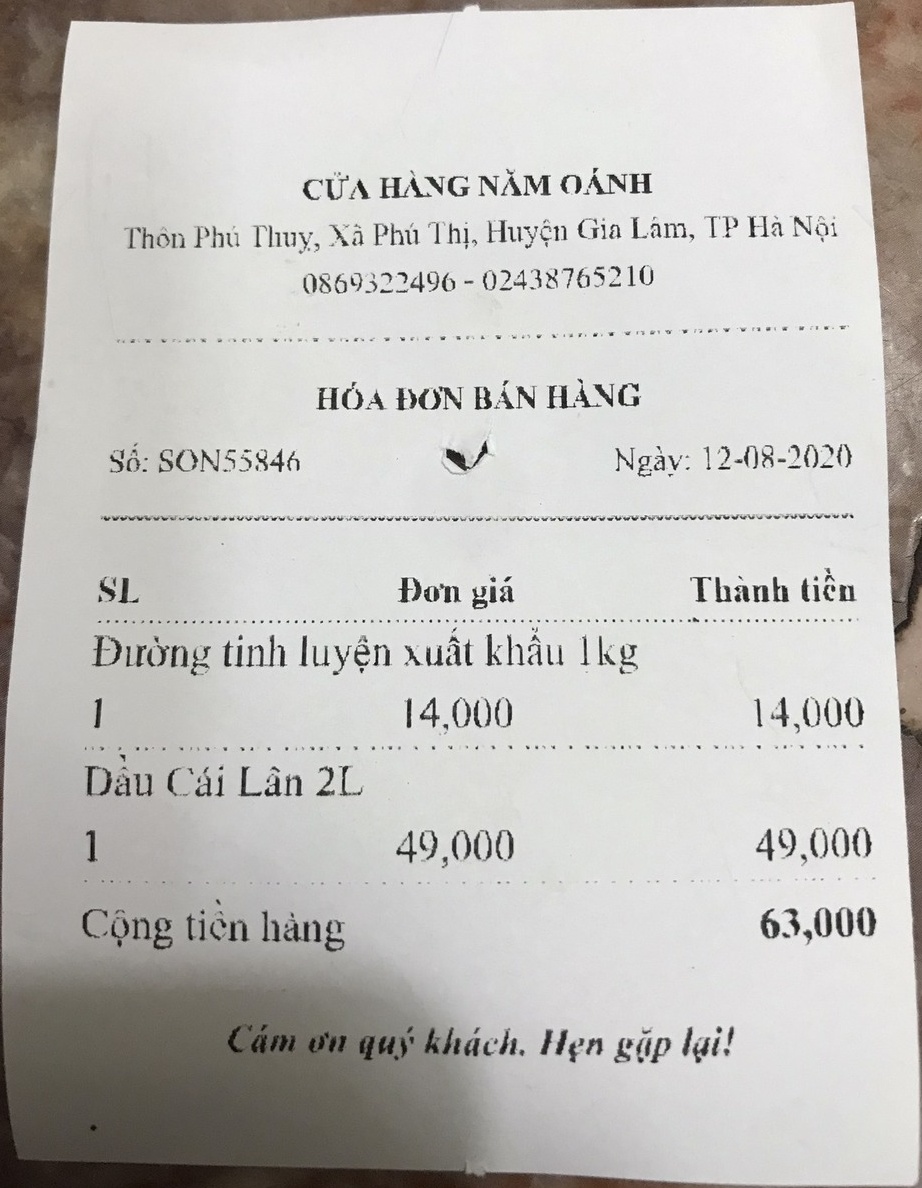 CỬA HÀNG NĂM OÁNH
Thôn Phú Thuỵ, Xã Phú Thị, Huyện Gia Lâm, TP Hà Nội
0869322496 - 02438765210
HÓA ĐƠN BÁN HÀNG
Số: SON55846 Ngày: 12-08-2020
SL Đơn giá Thành tiền
Đường tinh luyện xuất khẩu 1kg
1 14,000 14,000
Dầu Cái Lân 2L
1 49,000 49,000
Cộng tiền hàng 63,000
Cám ơn quý khách. Hẹn gặp lại!